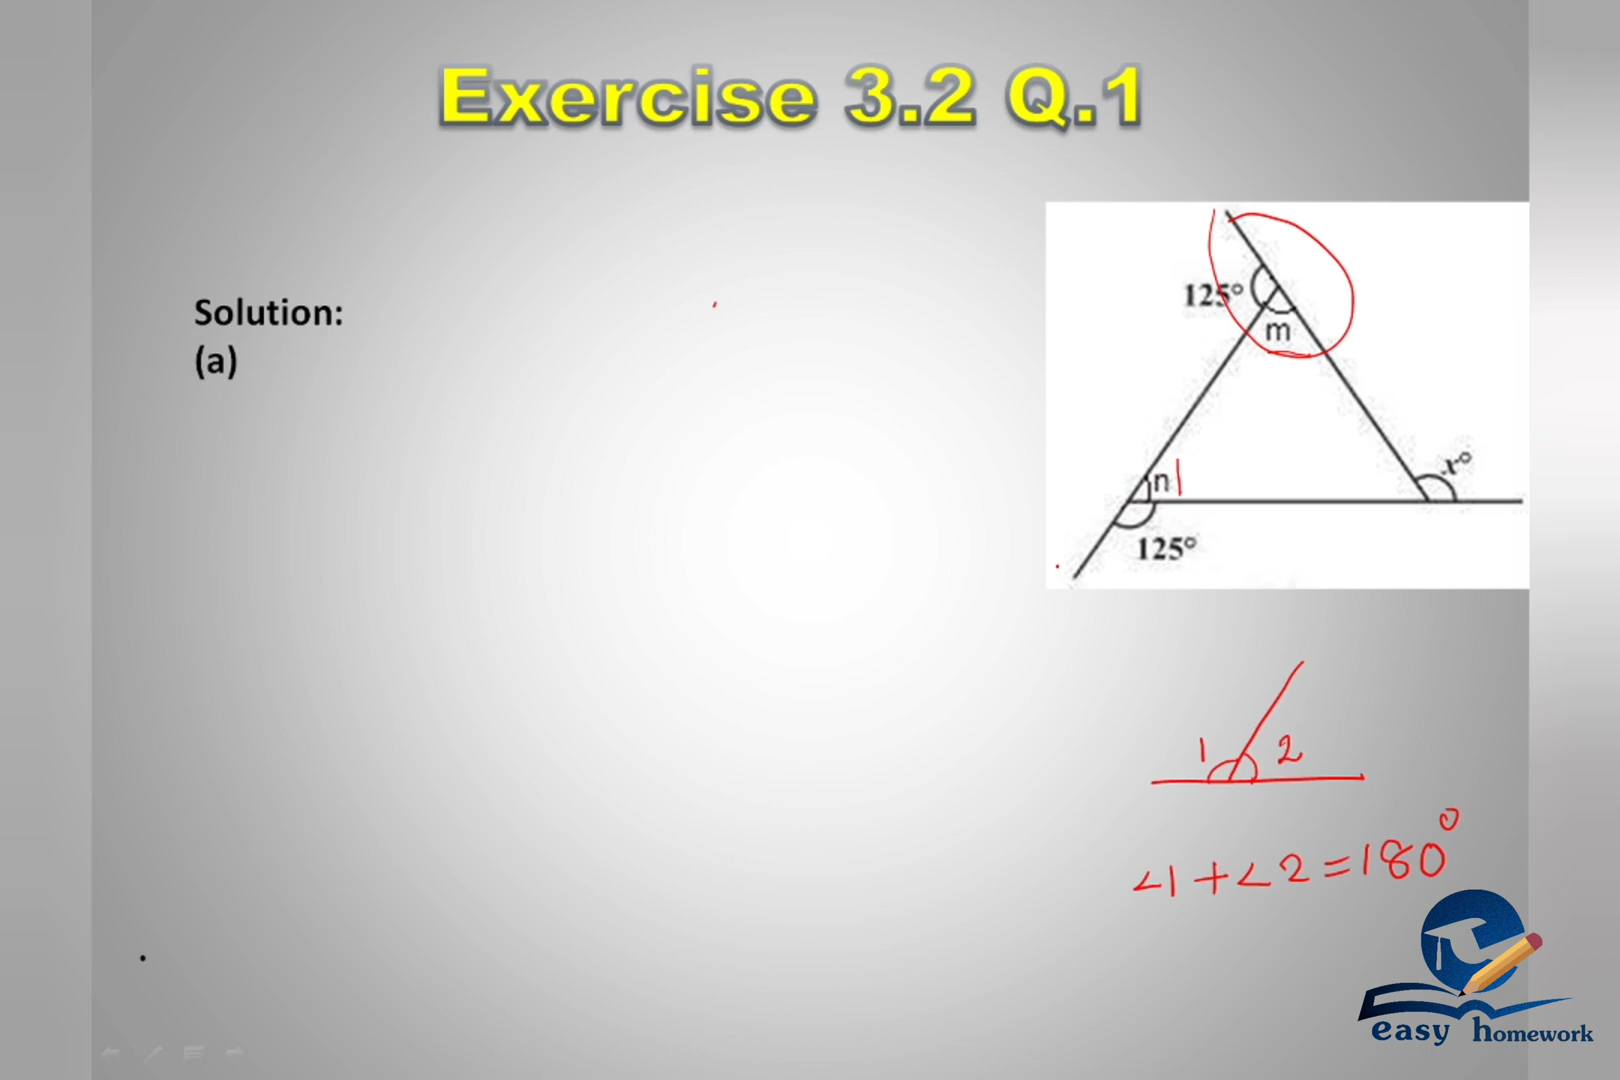 Exercise 3.2 Q.1
Solution:
(a)
125°
m
n
x°
125°
1 2
∠1+∠2=180°
easy homework